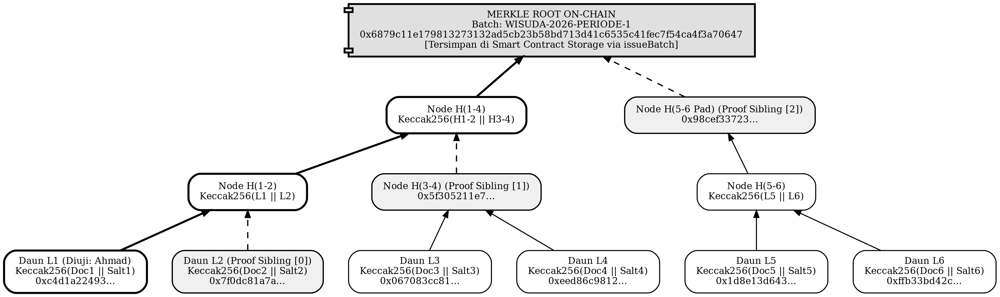 MERKLE ROOT ON-CHAIN
Batch: WISUDA-2026-PERIODE-1
0x6879c11e179813273132ad5cb23b58bd713d41c6535c41fec7f54ca4f3a70647
[Tersimpan di Smart Contract Storage via issueBatch]
Node H(1-4)
Keccak256(H1-2 || H3-4)
Node H(5-6 Pad) (Proof Sibling [2])
0x98cef33723...
Node H(1-2)
Keccak256(L1 || L2)
Node H(3-4) (Proof Sibling [1])
0x5f305211e7...
Node H(5-6)
Keccak256(L5 || L6)
Daun L1 (Diuji: Ahmad)
Keccak256(Doc1 || Salt1)
0xc4d1a22493...
Daun L2 (Proof Sibling [0])
Keccak256(Doc2 || Salt2)
0x7f0dc81a7a...
Daun L3
Keccak256(Doc3 || Salt3)
0x067083cc81...
Daun L4
Keccak256(Doc4 || Salt4)
0xeed86c9812...
Daun L5
Keccak256(Doc5 || Salt5)
0x1d8e13d643...
Daun L6
Keccak256(Doc6 || Salt6)
0xffb33bd42c...